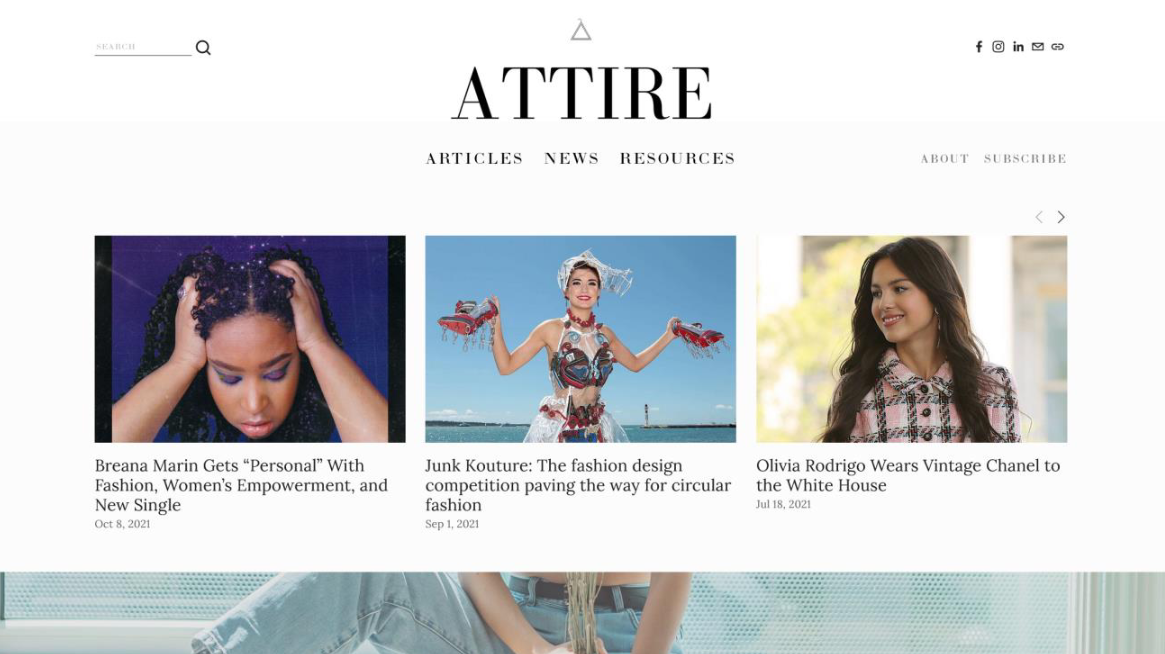 SEARCH
ATTIRE
ARTICLES NEWS RESOURCES
ABOUT SUBSCRIBE
Breana Marin Gets “Personal” With
Fashion, Women’s Empowerment, and
New Single
Oct 8, 2021
Junk Kouture: The fashion design
competition paving the way for circular
fashion
Sep 1, 2021
Olivia Rodrigo Wears Vintage Chanel to
the White House
Jul 18, 2021